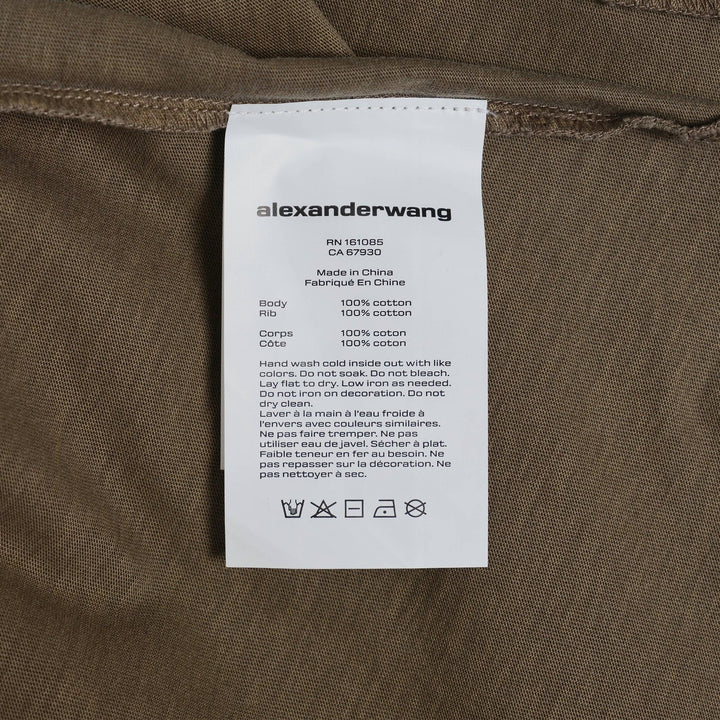 alexanderwang
RN 161085
CA 67930
Made in China
Fabriqué En Chine
Body 100% cotton
Rib 100% cotton
Corps 100% coton
Côte 100% coton
Hand wash cold inside out with like
colors. Do not soak. Do not bleach.
Lay flat to dry. Low iron as needed.
Do not iron on decoration. Do not
dry clean.
Laver à la main à l'eau froide à
l'envers avec couleurs similaires.
Ne pas faire tremper. Ne pas
utiliser eau de javel. Sécher à plat.
Faible teneur en fer au besoin. Ne
pas repasser sur la décoration. Ne
pas nettoyer à sec.